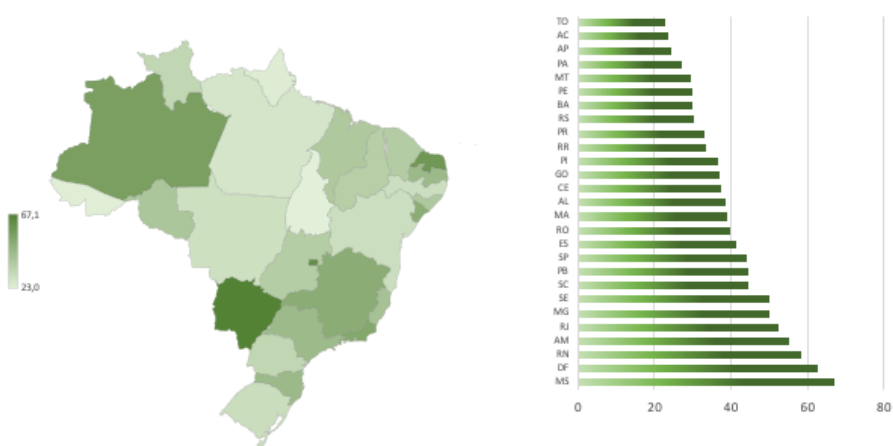 67,1
23,0
TO
AC
AP
PA
MT
PE
BA
RS
PR
RR
PI
GO
CE
AL
MA
RO
ES
SP
PB
SC
SE
MG
RJ
AM
RN
DF
MS
0 20 40 60 80